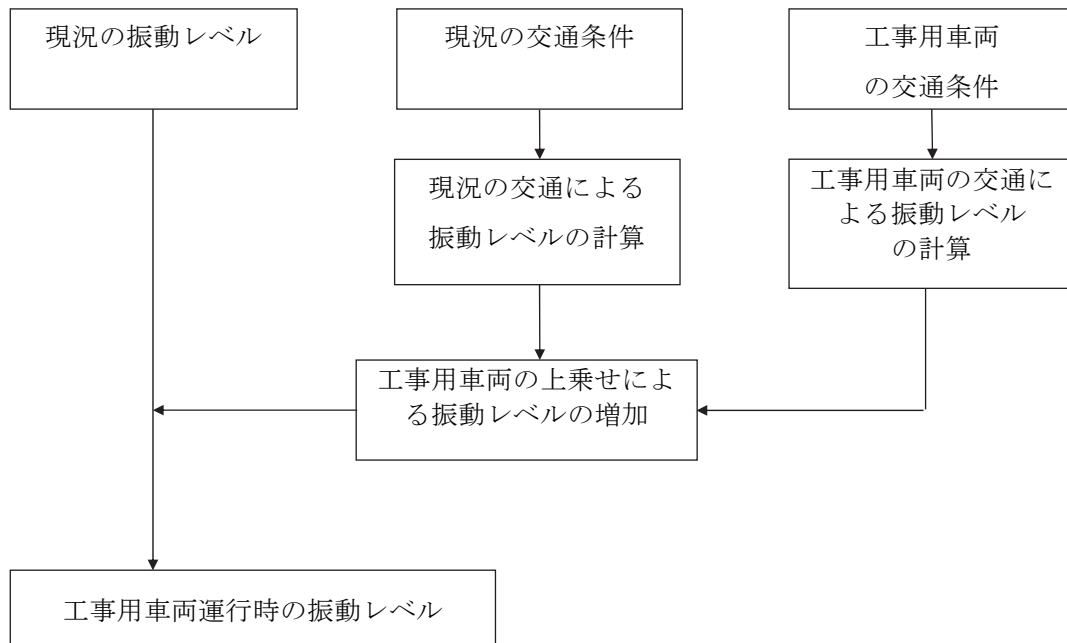 現況の振動レベル
現況の交通条件
工事用車両
の交通条件
現況の交通による
振動レベルの計算
工事用車両の交通に
よる振動レベル
の計算
工事用車両の上乗せによ
る振動レベルの増加
工事用車両運行時の振動レベル